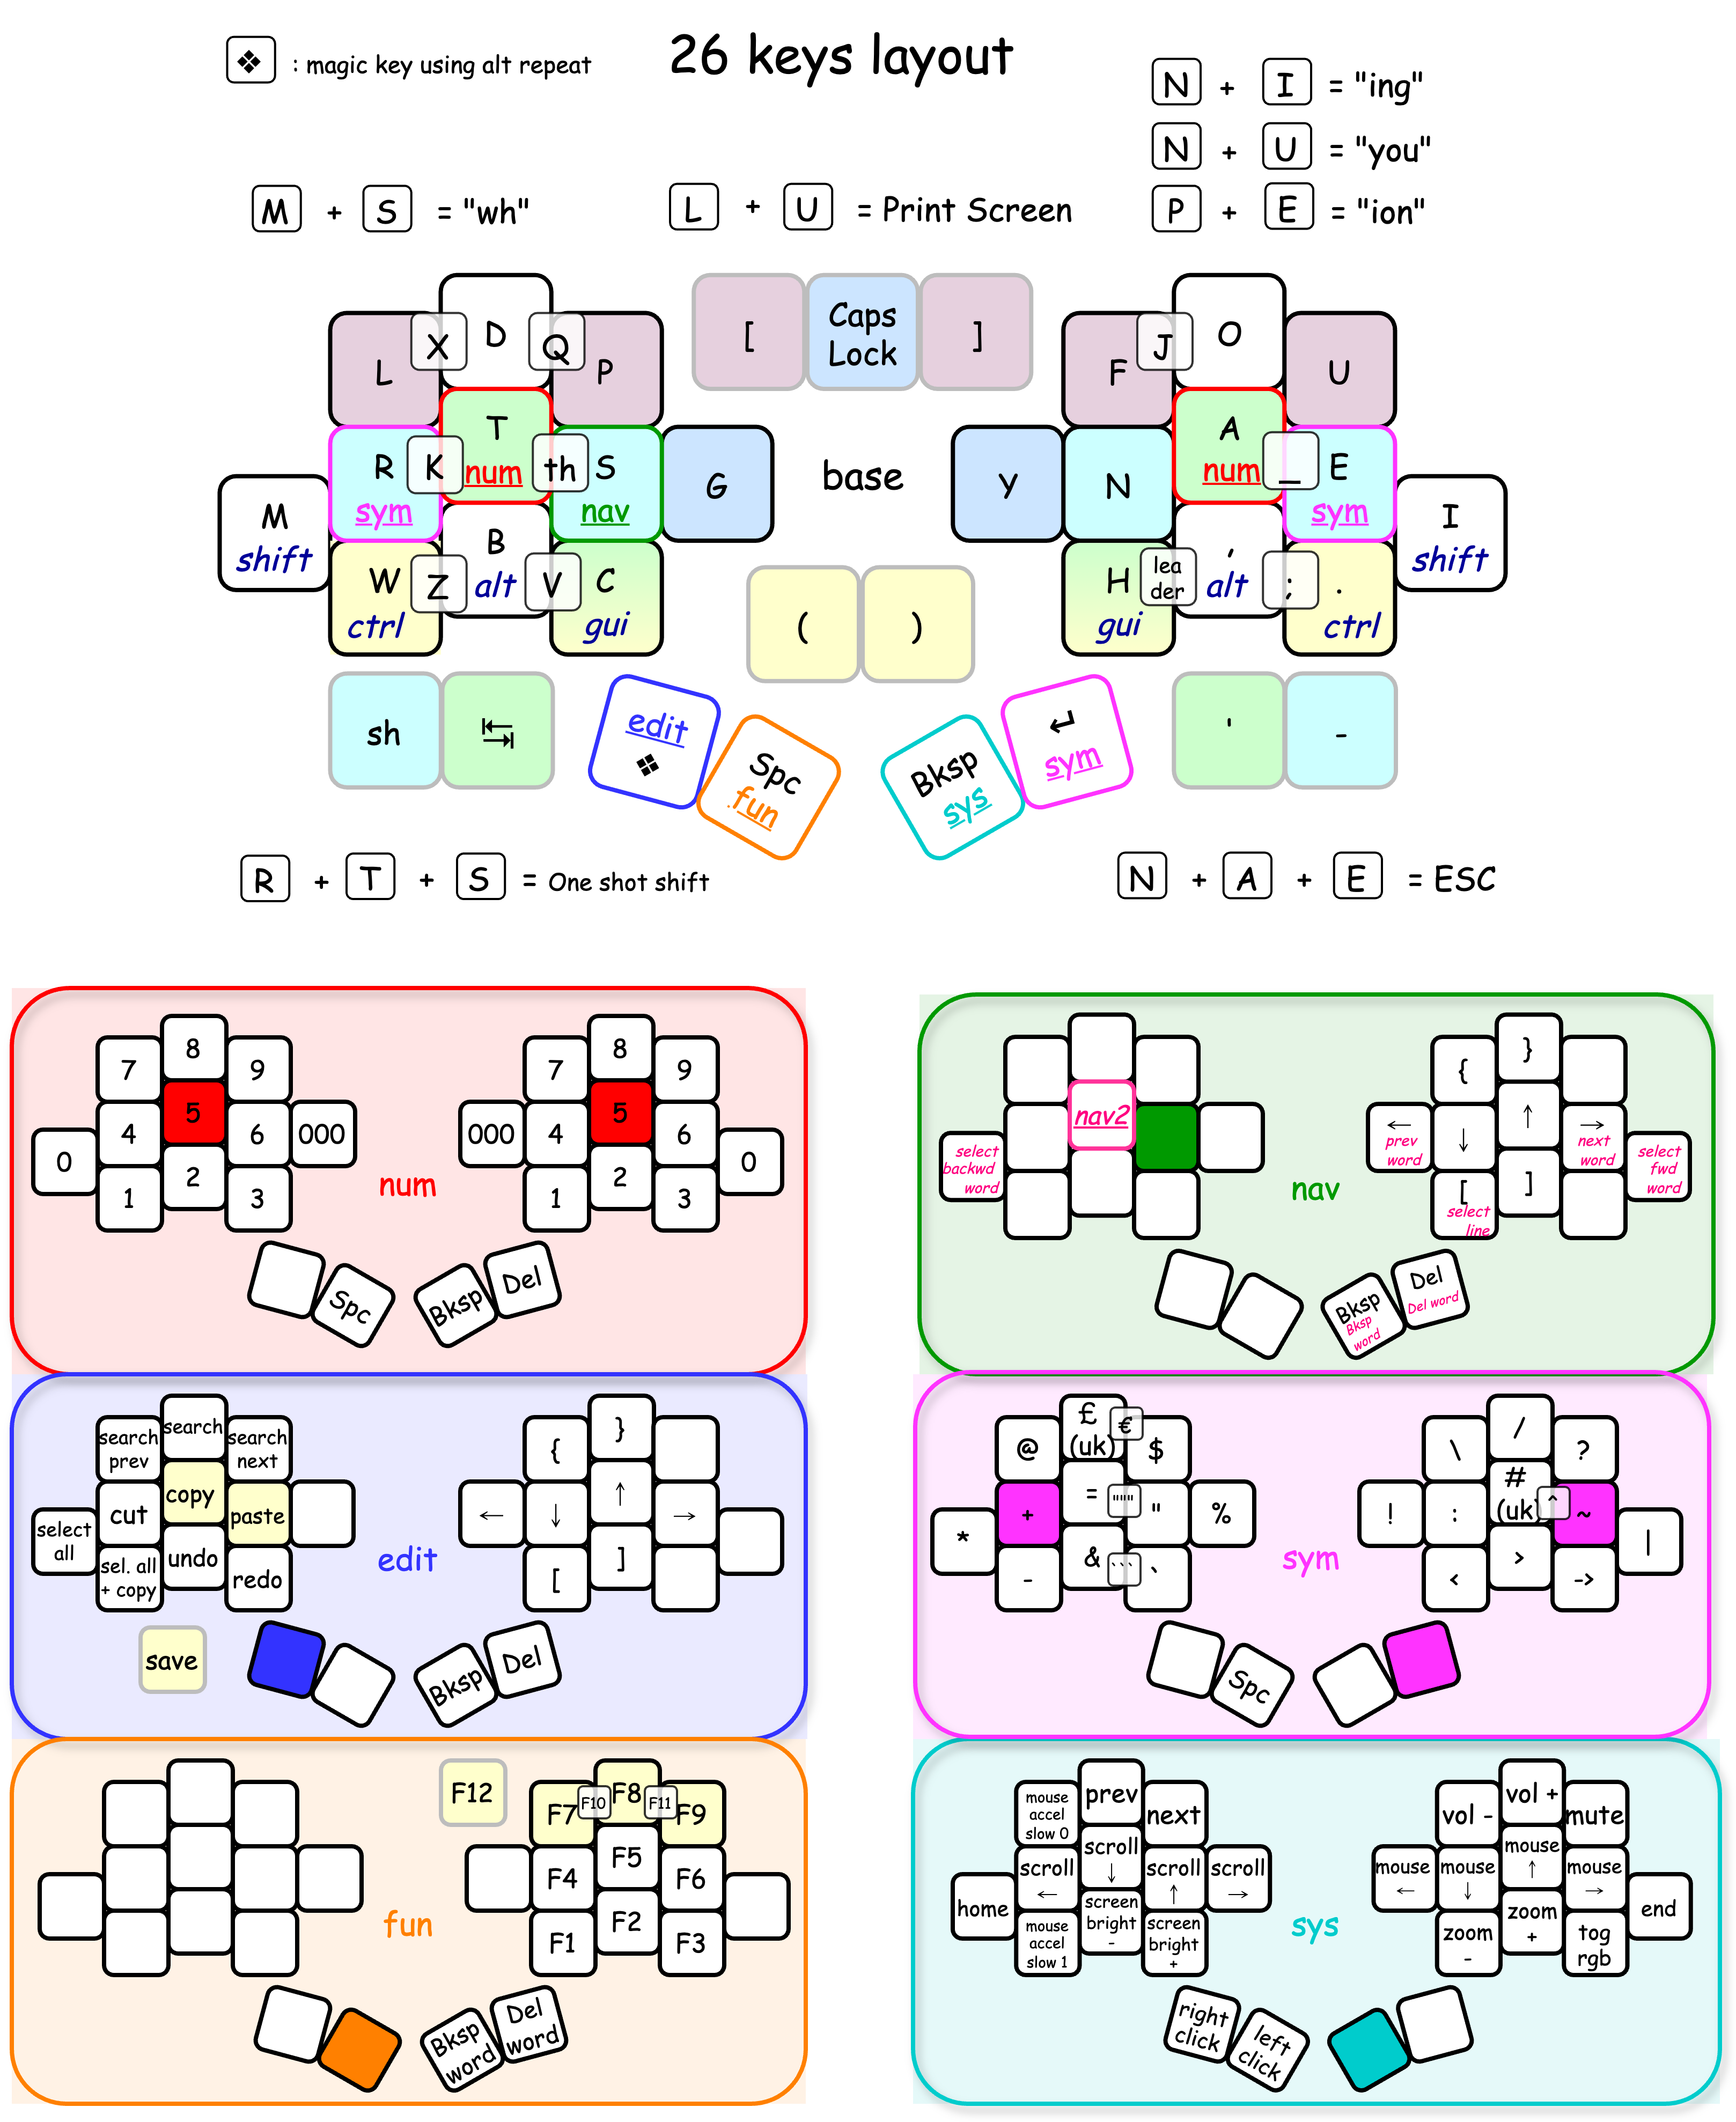 ❖ : magic key using alt repeat
26 keys layout
N + I = "ing"
N + U = "you"
M + S = "wh"
L + U = Print Screen
P + E = "ion"
L X D Q P
[ Caps Lock ]
F J O U
M shift
R sym
K
T num
th
S nav
G
base
Y
N
A num
_
E sym
I shift
W ctrl
Z
B alt
V
C gui
( )
H gui
lea der
, alt
;
. ctrl
sh
↹
edit ❖
Spc fun
Bksp sys
↵ sym
'
-
R + T + S = One shot shift
N + A + E = ESC
7 8 9
7 8 9
4 5 6 000
000 4 5 6
0
num
0
1 2 3
1 2 3
Spc
Bksp
Del
{ }
nav2
← prev word
↓
↑
→ next word
select backwd word
nav
select fwd word
[ select line
]
Bksp Bksp word
Del Del word
search prev
search
search next
{ }
select all
cut
copy
paste
edit
← ↓ ↑ →
sel. all + copy
undo
redo
[ ]
save
Bksp
Del
@
£ (uk)
€
$
\ / ?
*
+
=
"""
"
%
sym
!
:
# (uk)
^
~
|
-
&
```
`
< > ->
Spc
F12
F7 F10 F8 F11 F9
F4 F5 F6
fun
F1 F2 F3
Bksp word
Del word
mouse accel slow 0
prev
next
vol -
vol +
mute
home
scroll ←
scroll ↓
scroll ↑
scroll →
sys
mouse ←
mouse ↓
mouse ↑
mouse →
end
mouse accel slow 1
screen bright -
screen bright +
zoom -
zoom +
tog rgb
right click
left click